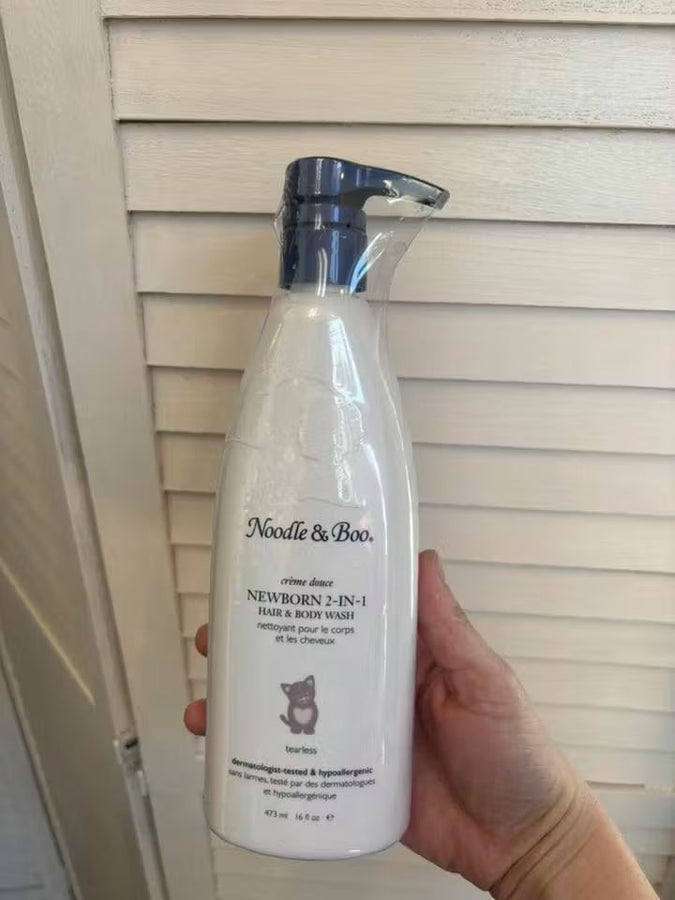 Noodle & Boo®
crème douce
NEWBORN 2-IN-1
HAIR & BODY WASH
nettoyant pour le corps
et les cheveux
tearless
dermatologist-tested & hypoallergenic
sans larmes, testé par des dermatologues
et hypoallergénique
473 ml 16 fl oz ℮